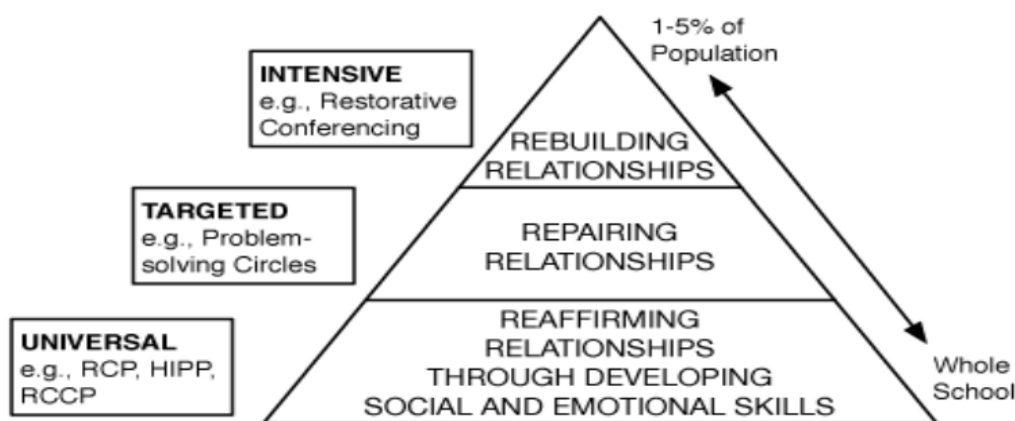 1-5% of
Population
INTENSIVE
e.g., Restorative
Conferencing
REBUILDING
RELATIONSHIPS
TARGETED
e.g., Problem-
solving Circles
REPAIRING
RELATIONSHIPS
UNIVERSAL
e.g., RCP, HIPP,
RCCP
REAFFIRMING
RELATIONSHIPS
THROUGH DEVELOPING
SOCIAL AND EMOTIONAL SKILLS
Whole
School